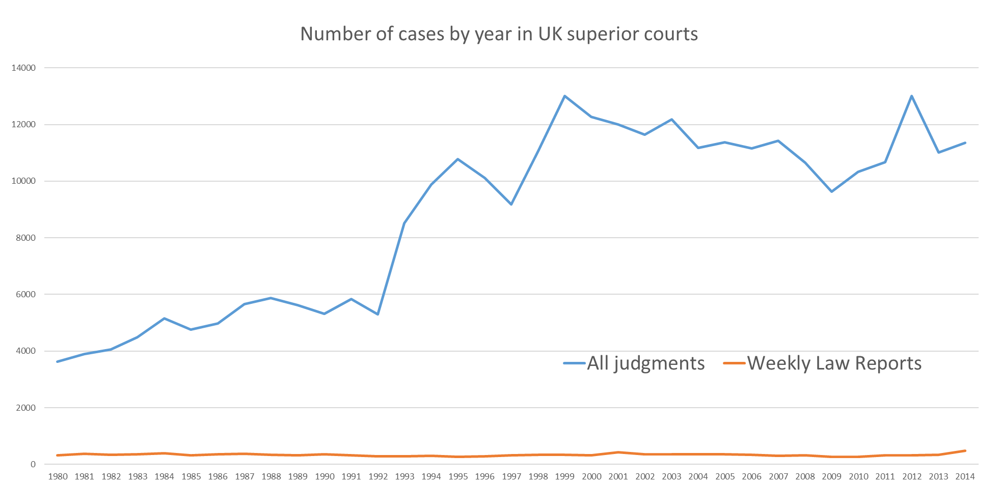 Number of cases by year in UK superior courts
14000
12000
10000
8000
6000
4000
All judgments Weekly Law Reports
2000
0
1980 1981 1982 1983 1984 1985 1986 1987 1988 1989 1990 1991 1992 1993 1994 1995 1996 1997 1998 1999 2000 2001 2002 2003 2004 2005 2006 2007 2008 2009 2010 2011 2012 2013 2014